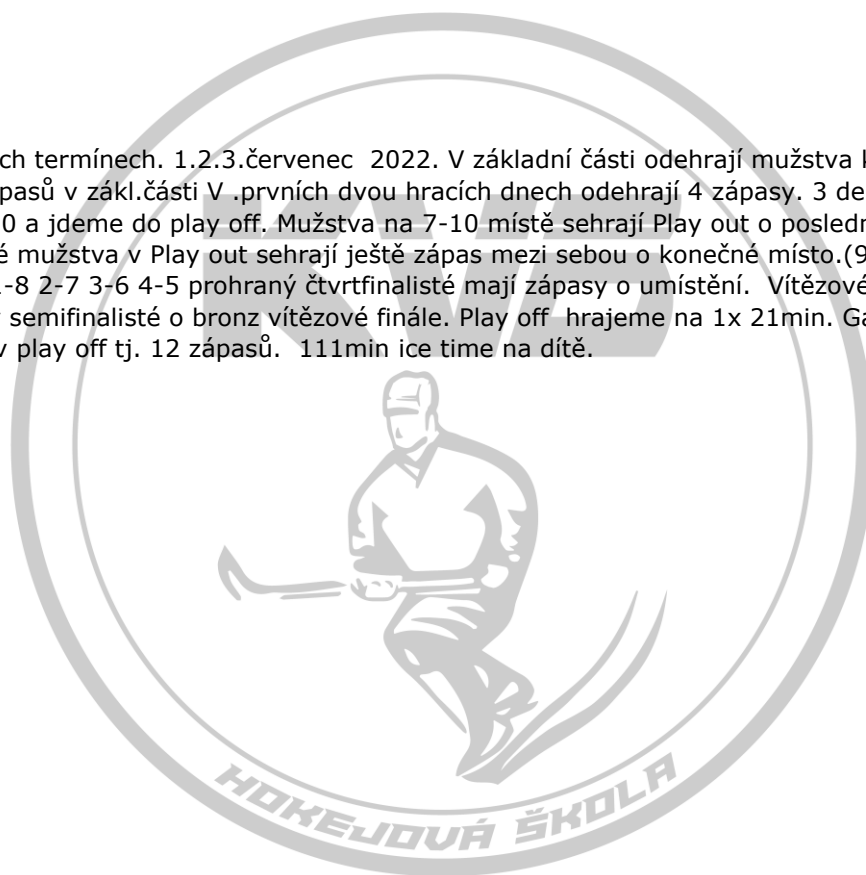 ch termínech. 1.2.3.červenec 2022. V základní části odehrají mužstva k
pasů v zákl.části V .prvních dvou hracích dnech odehrají 4 zápasy. 3 de
0 a jdeme do play off. Mužstva na 7-10 místě sehrají Play out o posledn
é mužstva v Play out sehrají ještě zápas mezi sebou o konečné místo.(9
1-8 2-7 3-6 4-5 prohraný čtvrtfinalisté mají zápasy o umístění. Vítězové
semifinalisté o bronz vítězové finále. Play off hrajeme na 1x 21min. Ga
v play off tj. 12 zápasů. 111min ice time na dítě.
HOKEJOVÁ ŠKOLA